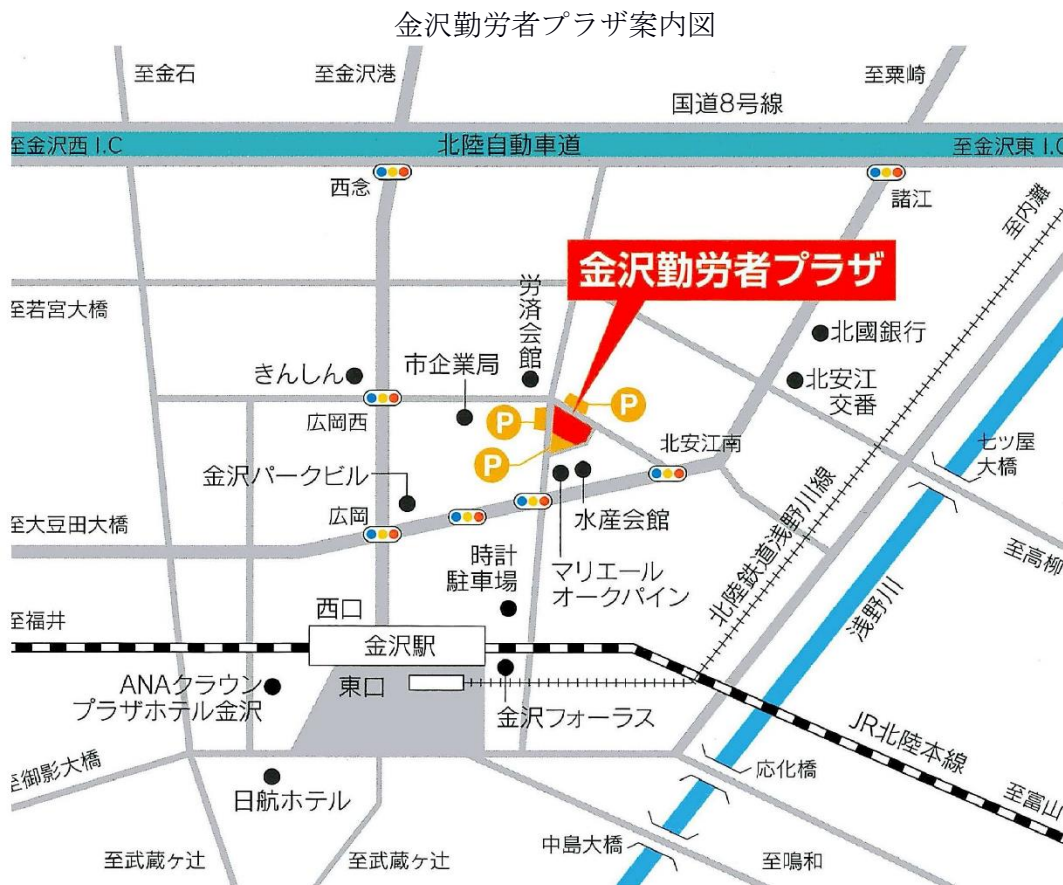 金沢勤労者プラザ案内図
至金石
至金沢港
至粟崎
国道8号線
至金沢西 I.C
北陸自動車道
至金沢東 I.C
西念
諸江
至内灘
金沢勤労者プラザ
至若宮大橋
労済会館
北國銀行
きんしん
市企業局
北安江
交番
P
P
P
広岡西
北安江南
七ツ屋
大橋
金沢パークビル
広岡
水産会館
至大豆田大橋
至高柳
時計
駐車場
マリエール
オークパイン
北陸鉄道浅野川線
浅野川
西口
至福井
金沢駅
東口
ANAクラウン
プラザホテル金沢
金沢フォーラス
JR北陸本線
至御影大橋
応化橋
至富山
日航ホテル
中島大橋
至武蔵ヶ辻
至武蔵ヶ辻
至鳴和